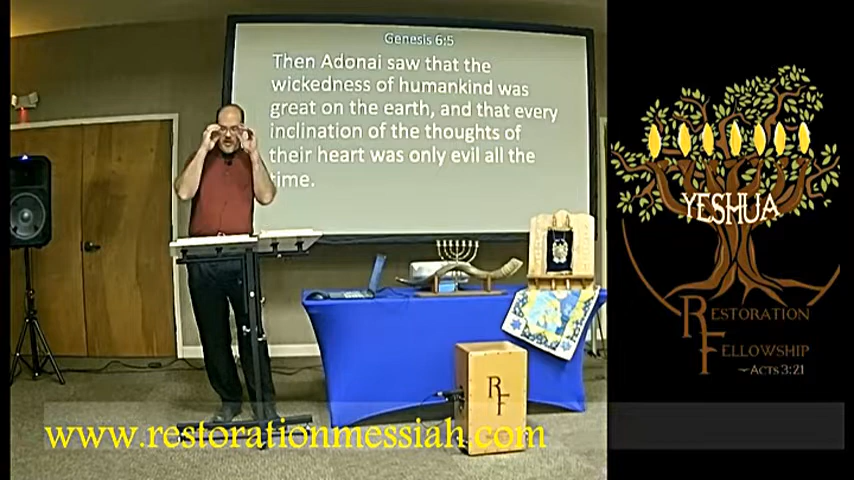 Genesis 6:5
Then Adonai saw that the
wickedness of humankind was
great on the earth, and that every
inclination of the thoughts of
their heart was only evil all the
time.
YESHUA
RESTORATION
FELLOWSHIP
~ACTS 3:21
RF
www.restorationmessiah.com